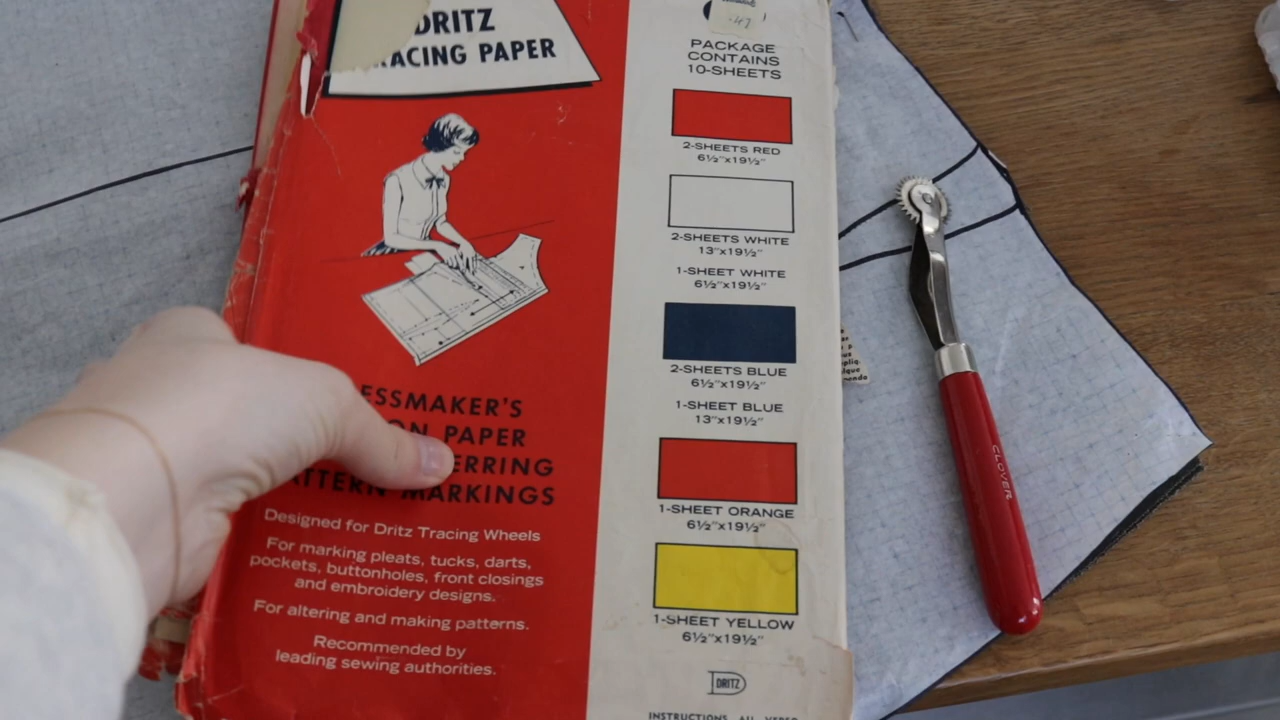 DRITZ
TRACING PAPER
ESSMAKER'S
ON PAPER
ERRING
ATTERN MARKINGS
Designed for Dritz Tracing Wheels
For marking pleats, tucks, darts,
pockets, buttonholes, front closings
and embroidery designs.
For altering and making patterns.
Recommended by
leading sewing authorities.
.47
PACKAGE
CONTAINS
10-SHEETS
2-SHEETS RED
6½"x19½"
2-SHEETS WHITE
13"x19½"
1-SHEET WHITE
6½"x19½"
2-SHEETS BLUE
6½"x19½"
1-SHEET BLUE
13"x19½"
1-SHEET ORANGE
6½"x19½"
1-SHEET YELLOW
6½"x19½"
DRITZ
CLOVER